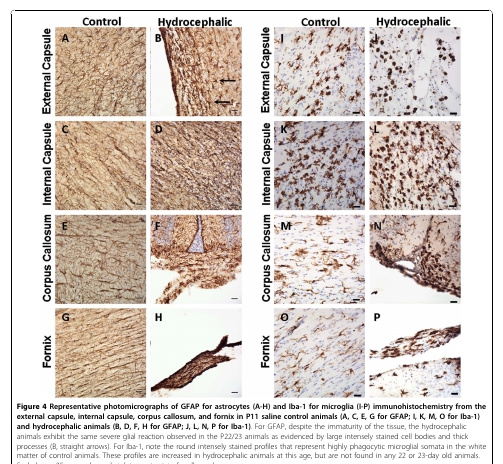 Control Hydrocephalic Control Hydrocephalic
External Capsule A B External Capsule I J
Internal Capsule C D Internal Capsule K L
Corpus Callosum E F Corpus Callosum M N
Fornix G H Fornix O P
Figure 4 Representative photomicrographs of GFAP for astrocytes (A-H) and Iba-1 for microglia (I-P) immunohistochemistry from the
external capsule, internal capsule, corpus callosum, and fornix in P11 saline control animals (A, C, E, G for GFAP; I, K, M, O for Iba-1)
and hydrocephalic animals (B, D, F, H for GFAP; J, L, N, P for Iba-1). For GFAP, despite the immaturity of the tissue, the hydrocephalic
animals exhibit the same severe glial reaction observed in the P22/23 animals as evidenced by large intensely stained cell bodies and thick
processes (B, straight arrows). For Iba-1, note the round intensely stained profiles that represent highly phagocytic microglial somata in the white
matter of control animals. These profiles are increased in hydrocephalic animals at this age, but are not found in any 22 or 23-day old animals.